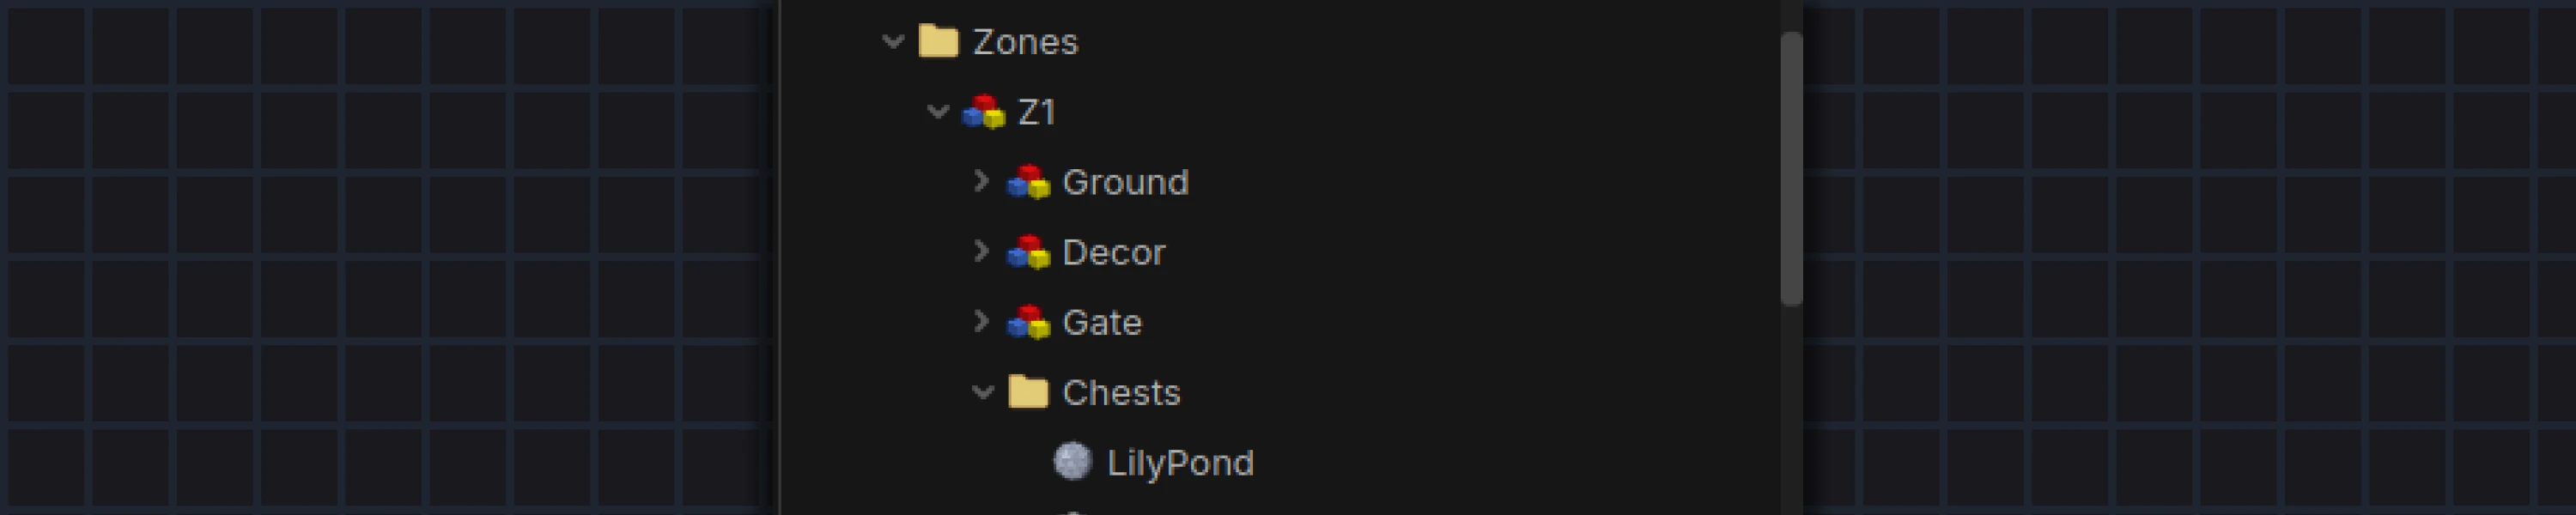 Zones
Z1
Ground
Decor
Gate
Chests
LilyPond